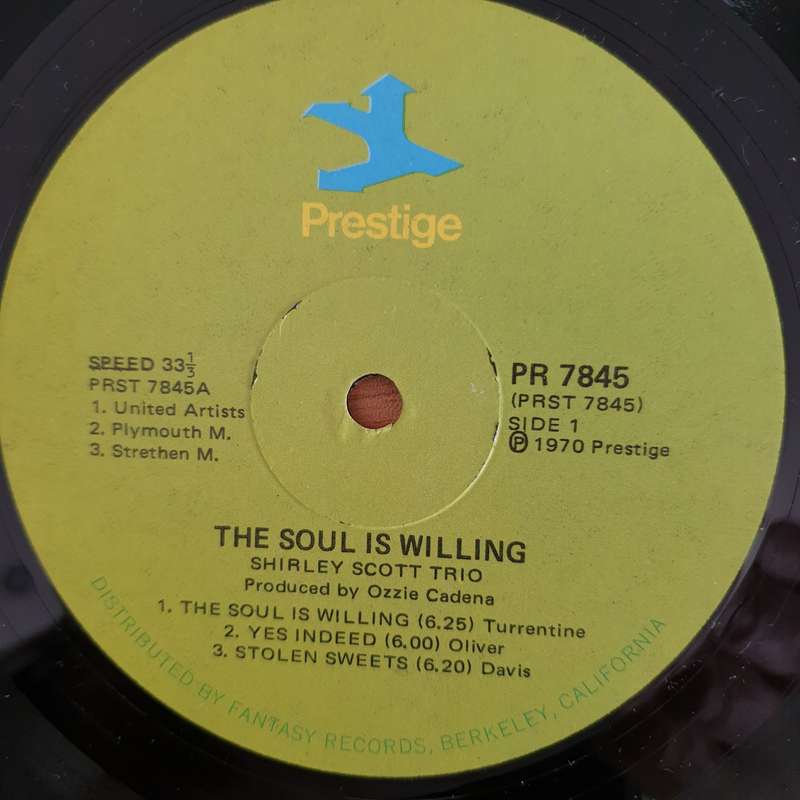 Prestige
SPEED 33⅓
PRST 7845A
1. United Artists
2. Plymouth M.
3. Strethen M.
PR 7845
(PRST 7845)
SIDE 1
Ⓟ 1970 Prestige
THE SOUL IS WILLING
SHIRLEY SCOTT TRIO
Produced by Ozzie Cadena
1. THE SOUL IS WILLING (6.25) Turrentine
2. YES INDEED (6.00) Oliver
3. STOLEN SWEETS (6.20) Davis
DISTRIBUTED BY FANTASY RECORDS, BERKELEY, CALIFORNIA